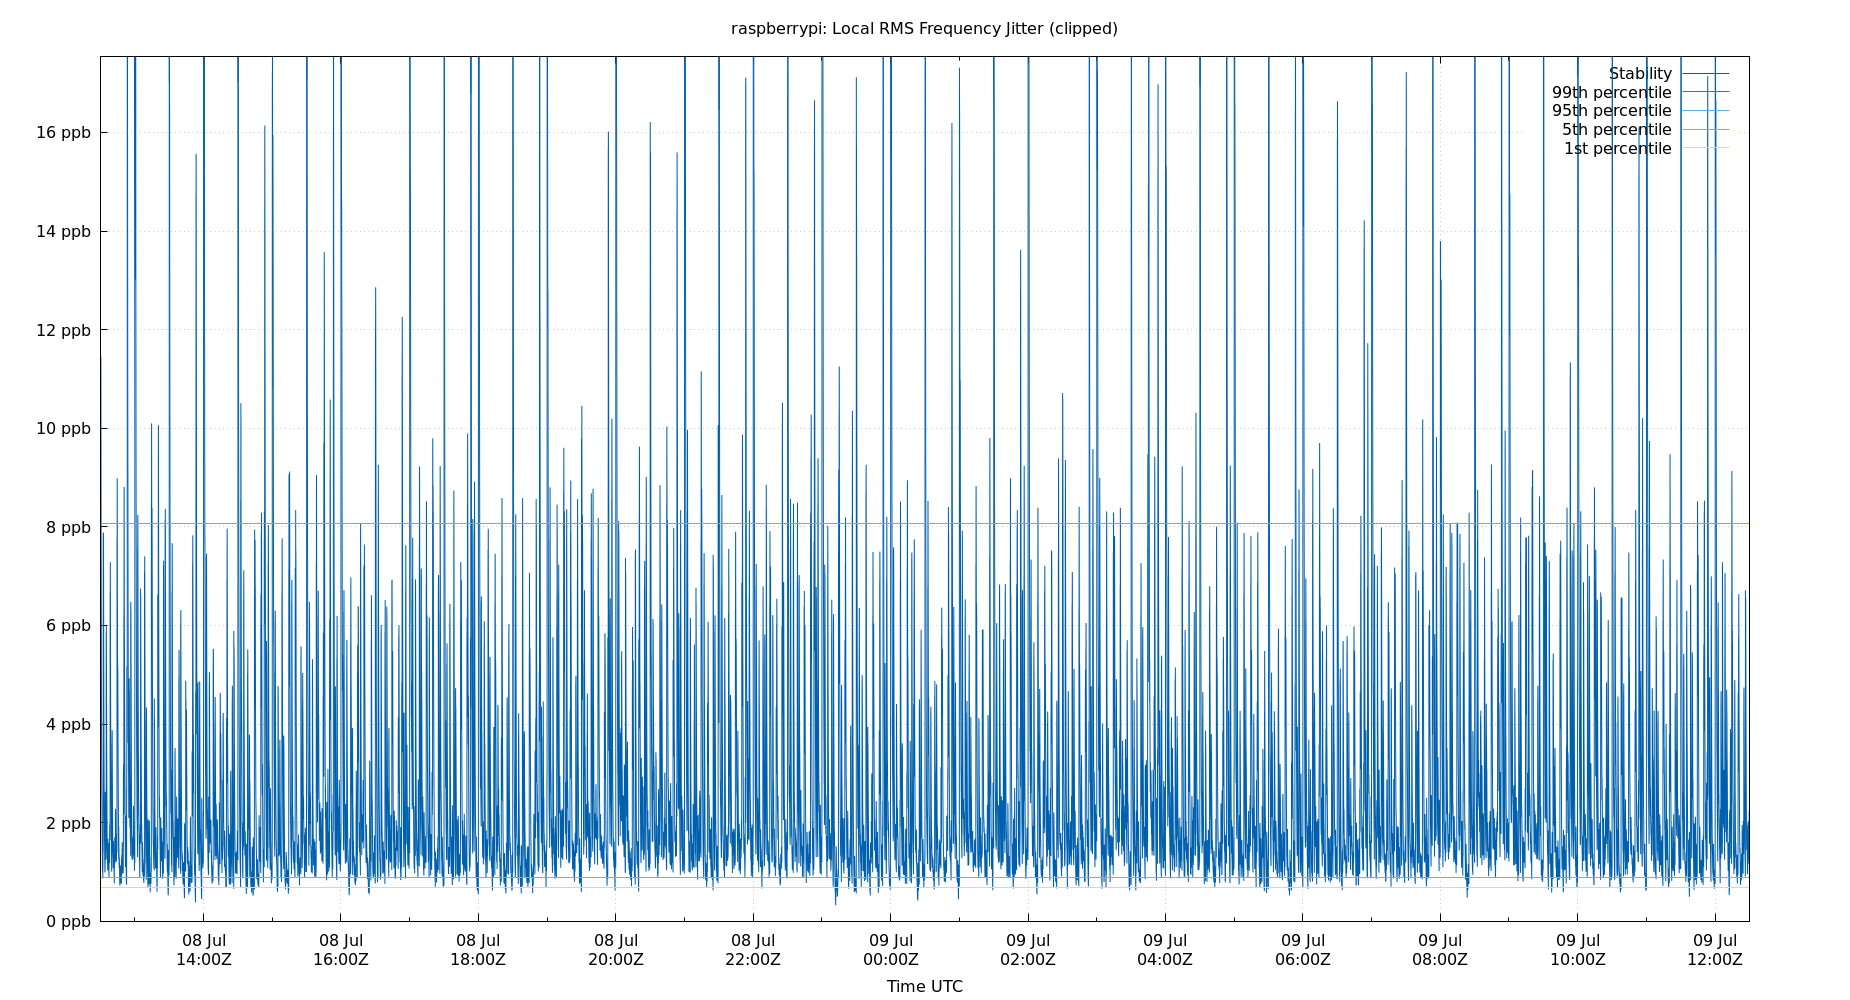 raspberrypi: Local RMS Frequency Jitter (clipped)
Stability
99th percentile
95th percentile
5th percentile
1st percentile
16 ppb
14 ppb
12 ppb
10 ppb
8 ppb
6 ppb
4 ppb
2 ppb
0 ppb
08 Jul 08 Jul 08 Jul 08 Jul 08 Jul 09 Jul 09 Jul 09 Jul 09 Jul 09 Jul 09 Jul 09 Jul
14:00Z 16:00Z 18:00Z 20:00Z 22:00Z 00:00Z 02:00Z 04:00Z 06:00Z 08:00Z 10:00Z 12:00Z
Time UTC